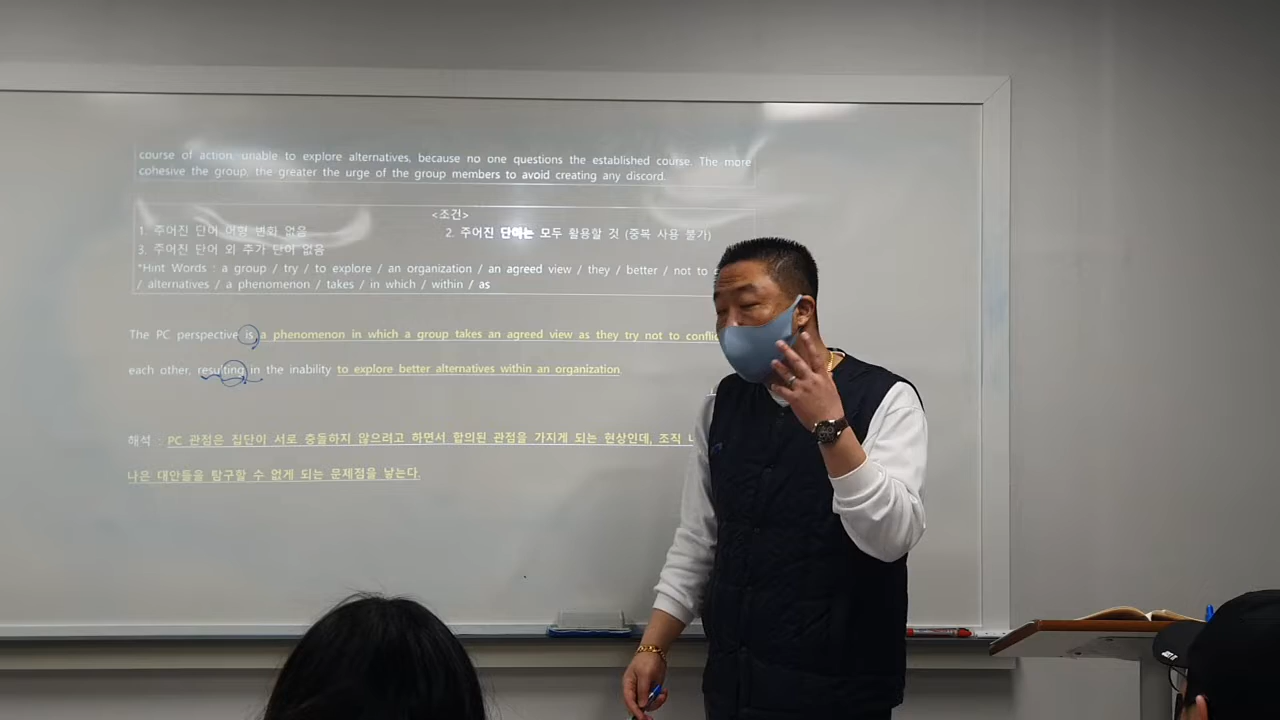 course of action, unable to explore alternatives, because no one questions the established course. The more
cohesive the group, the greater the urge of the group members to avoid creating any discord.
<조건>
1. 주어진 단어 어형 변화 없음
2. 주어진 단어는 모두 활용할 것 (중복 사용 불가)
3. 주어진 단어 외 추가 단어 없음
*Hint Words : a group / try / to explore / an organization / an agreed view / they / better / not to
/ alternatives / a phenomenon / takes / in which / within / as
The PC perspective is a phenomenon in which a group takes an agreed view as they try not to
each other, resulting in the inability to explore better alternatives within an organization.
해석 : PC 관점은 집단이 서로 충돌하지 않으려고 하면서 합의된 관점을 가지게 되는 현상인데, 조직
나은 대안들을 탐구할 수 없게 되는 문제점을 낳는다.